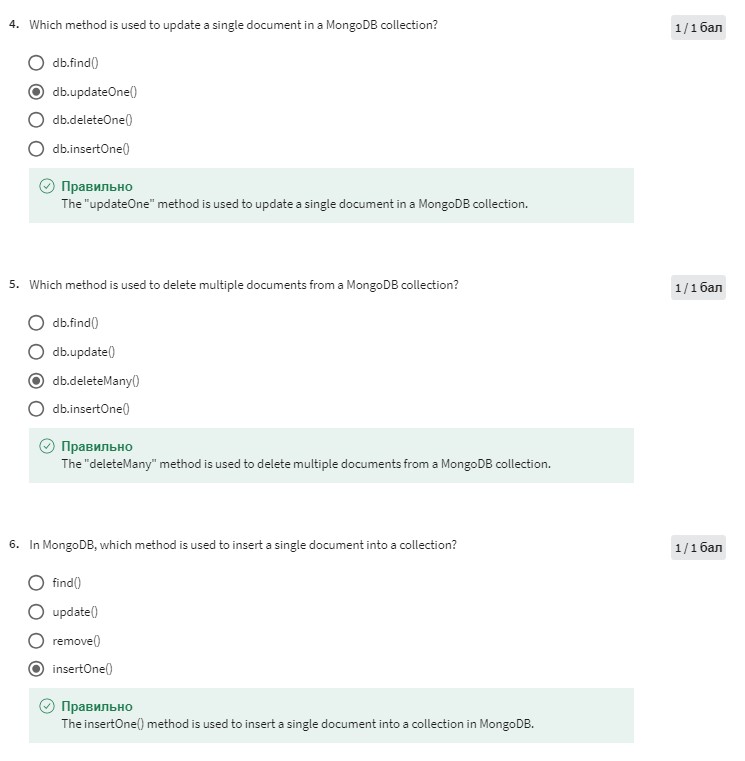 4. Which method is used to update a single document in a MongoDB collection?
1 / 1 бал
db.find()
db.updateOne()
db.deleteOne()
db.insertOne()
Правильно
The "updateOne" method is used to update a single document in a MongoDB collection.
5. Which method is used to delete multiple documents from a MongoDB collection?
1 / 1 бал
db.find()
db.update()
db.deleteMany()
db.insertOne()
Правильно
The "deleteMany" method is used to delete multiple documents from a MongoDB collection.
6. In MongoDB, which method is used to insert a single document into a collection?
1 / 1 бал
find()
update()
remove()
insertOne()
Правильно
The insertOne() method is used to insert a single document into a collection in MongoDB.